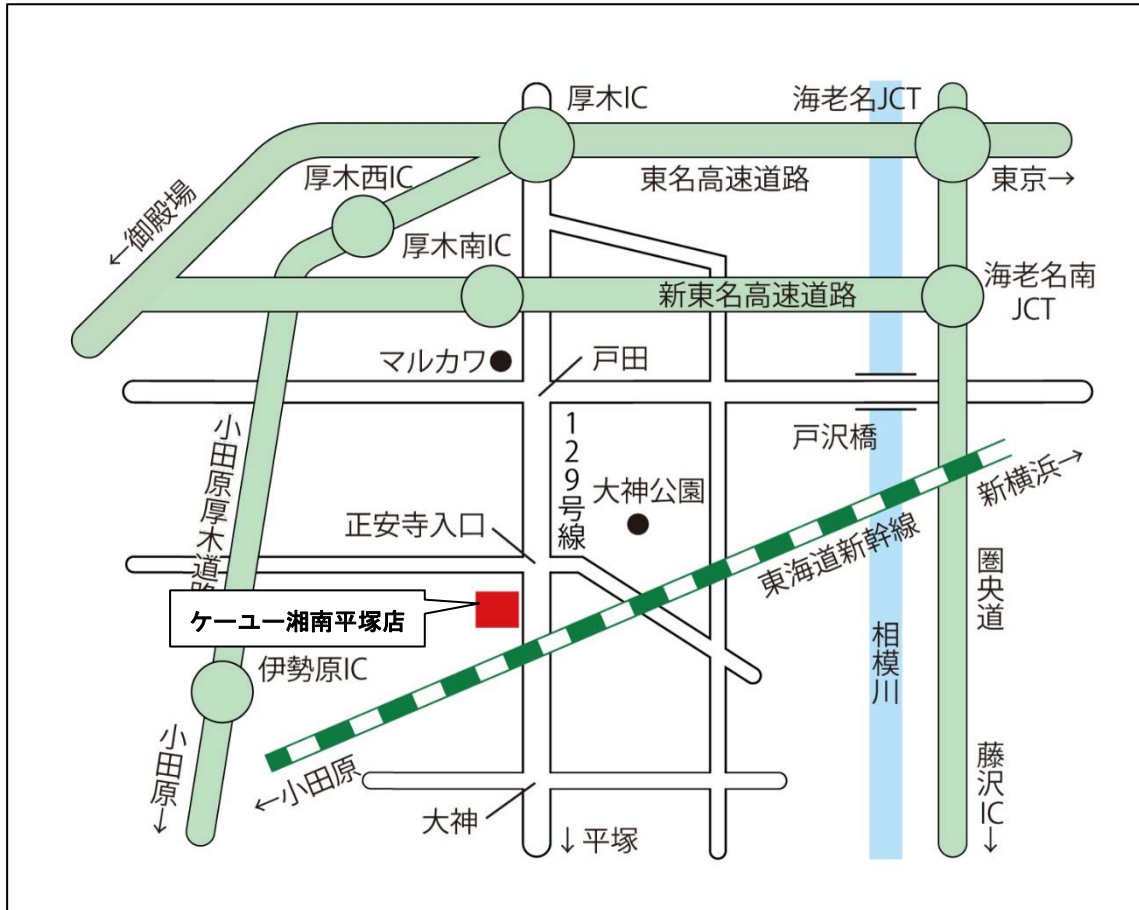 厚木IC
海老名JCT
厚木西IC
東名高速道路
東京→
←御殿場
厚木南IC
新東名高速道路
海老名南
JCT
マルカワ
戸田
小田原厚木道路
129号線
戸沢橋
大神公園
新横浜→
正安寺入口
東海道新幹線
圏央道
ケーユー湘南平塚店
伊勢原IC
相模川
小田原→
←小田原
大神
↓平塚
藤沢IC→